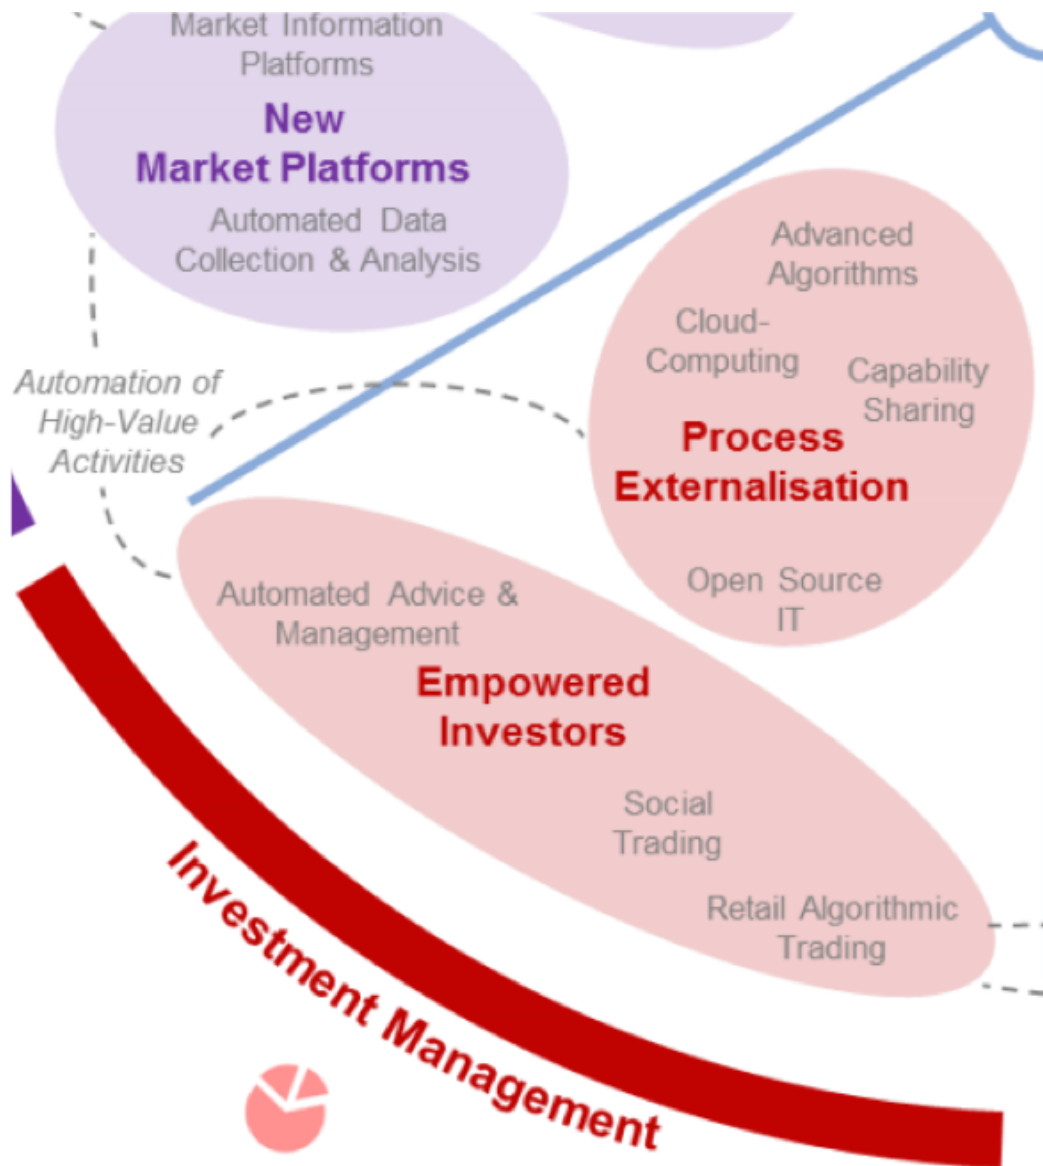 Market Information
Platforms
New
Market Platforms
Automated Data
Collection & Analysis
Automation of
High-Value
Activities
Advanced
Algorithms
Cloud-
Computing
Capability
Sharing
Process
Externalisation
Open Source
IT
Automated Advice &
Management
Empowered
Investors
Social
Trading
Retail Algorithmic
Trading
Investment Management